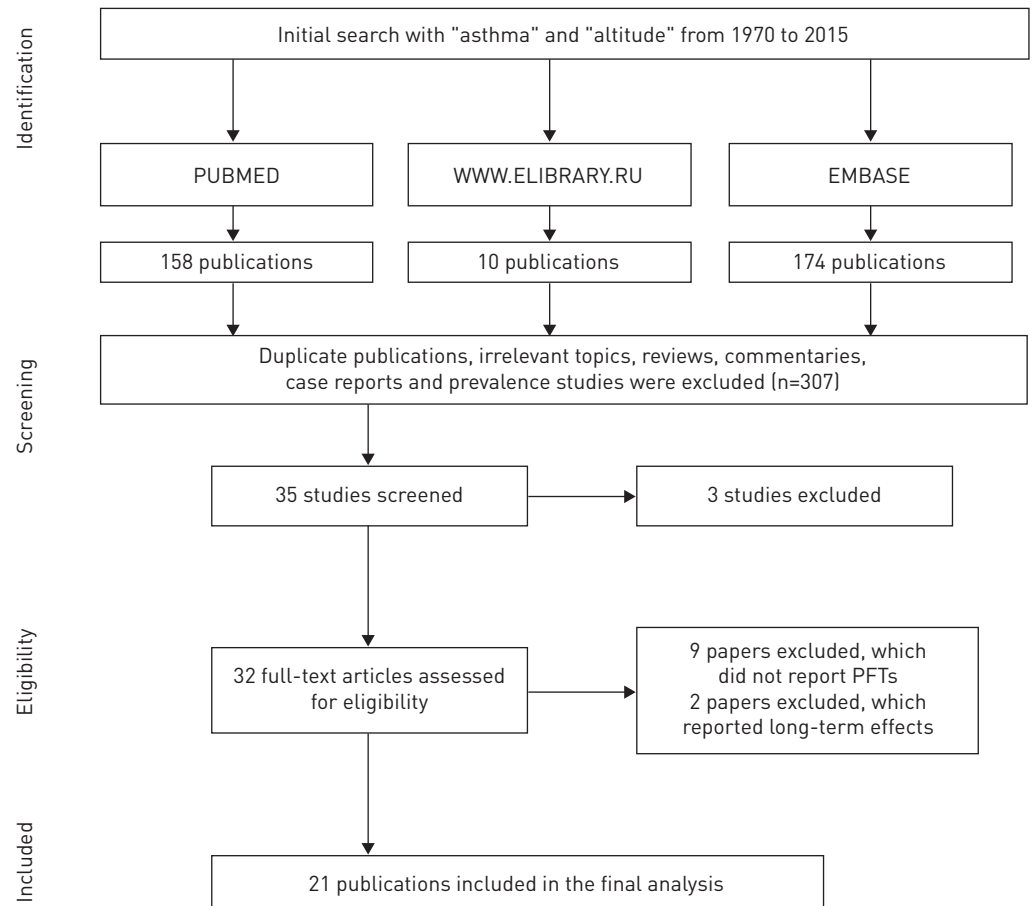 Identification
Initial search with "asthma" and "altitude" from 1970 to 2015
PUBMED
WWW.ELIBRARY.RU
EMBASE
158 publications
10 publications
174 publications
Screening
Duplicate publications, irrelevant topics, reviews, commentaries,
case reports and prevalence studies were excluded (n=307)
35 studies screened
3 studies excluded
Eligibility
32 full-text articles assessed
for eligibility
9 papers excluded, which
did not report PFTs
2 papers excluded, which
reported long-term effects
Included
21 publications included in the final analysis